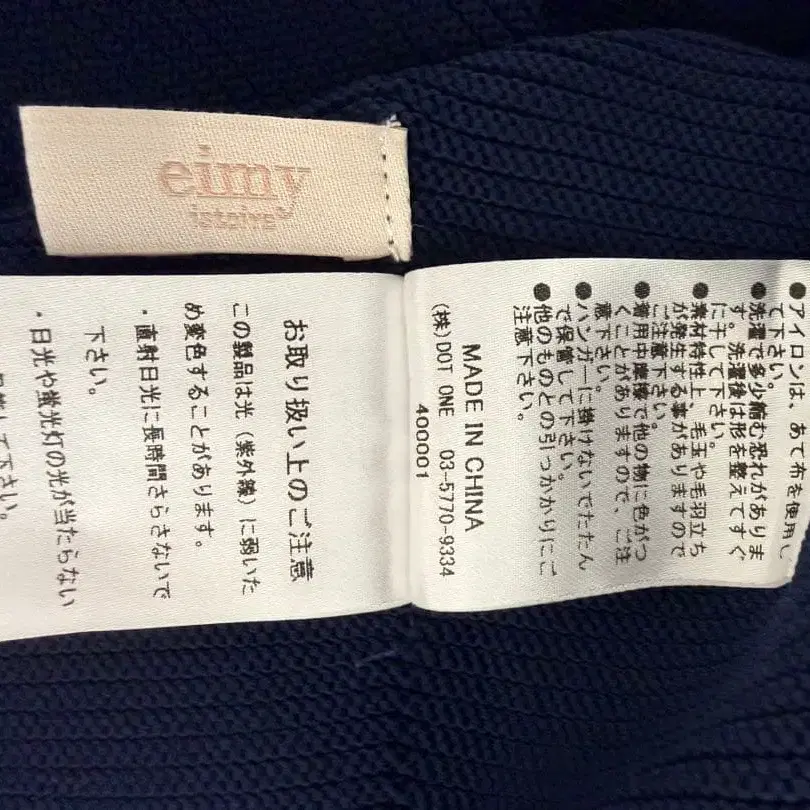 eimy
istoire
●アイロンは、あて布を使用し
て下さい。
●洗濯で多少縮む恐れがありま
す。洗濯後は形を整えてすぐ
に干して下さい。
●素材特性上、毛玉や毛羽立ち
が発生する事がありますので
ご注意下さい。
●着用中摩擦で他の物に色がつ
くことがありますので、ご注
意下さい。
●ハンガーに掛けないでたたん
で保管して下さい。
●他のものとの引っかかりにご
注意下さい。
MADE IN CHINA
(株)DOT ONE 03-5770-9334
400001
お取り扱い上のご注意
この製品は光（紫外線）に弱いた
め変色することがあります。
・直射日光に長時間さらさないで
下さい。
・日光や蛍光灯の光が当たらない